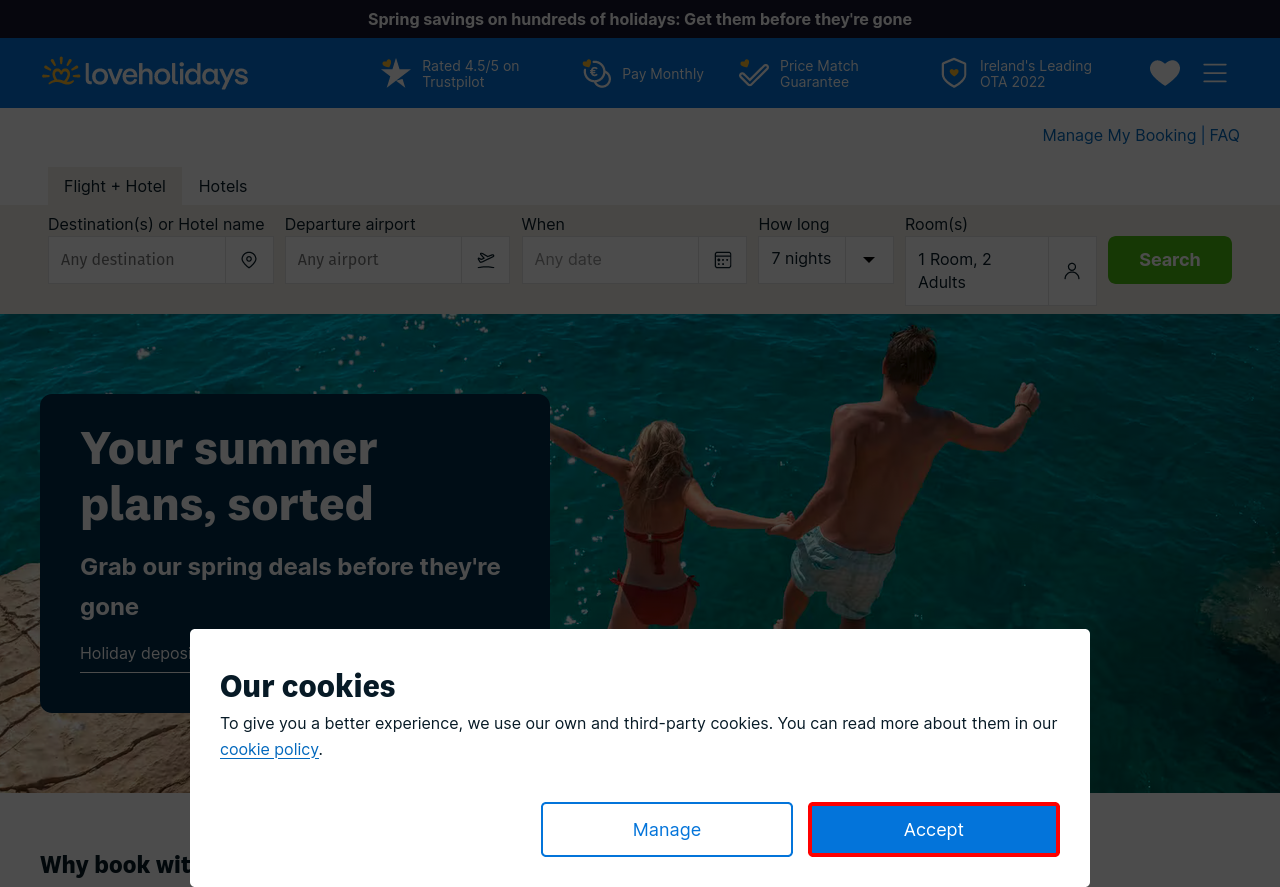 Spring savings on hundreds of holidays: Get them before they're gone
loveholidays
Rated 4.5/5 on
Trustpilot
Pay Monthly
Price Match
Guarantee
Ireland's Leading
OTA 2022
Manage My Booking | FAQ
Flight + Hotel
Hotels
Destination(s) or Hotel name
Departure airport
When
How long
Room(s)
Any destination
Any airport
Any date
7 nights
1 Room, 2
Adults
Search
Your summer
plans, sorted
Grab our spring deals before they're
gone
Holiday
Our cookies
To give you a better experience, we use our own and third-party cookies. You can read more about them in our
cookie policy.
Manage
Accept
Why book